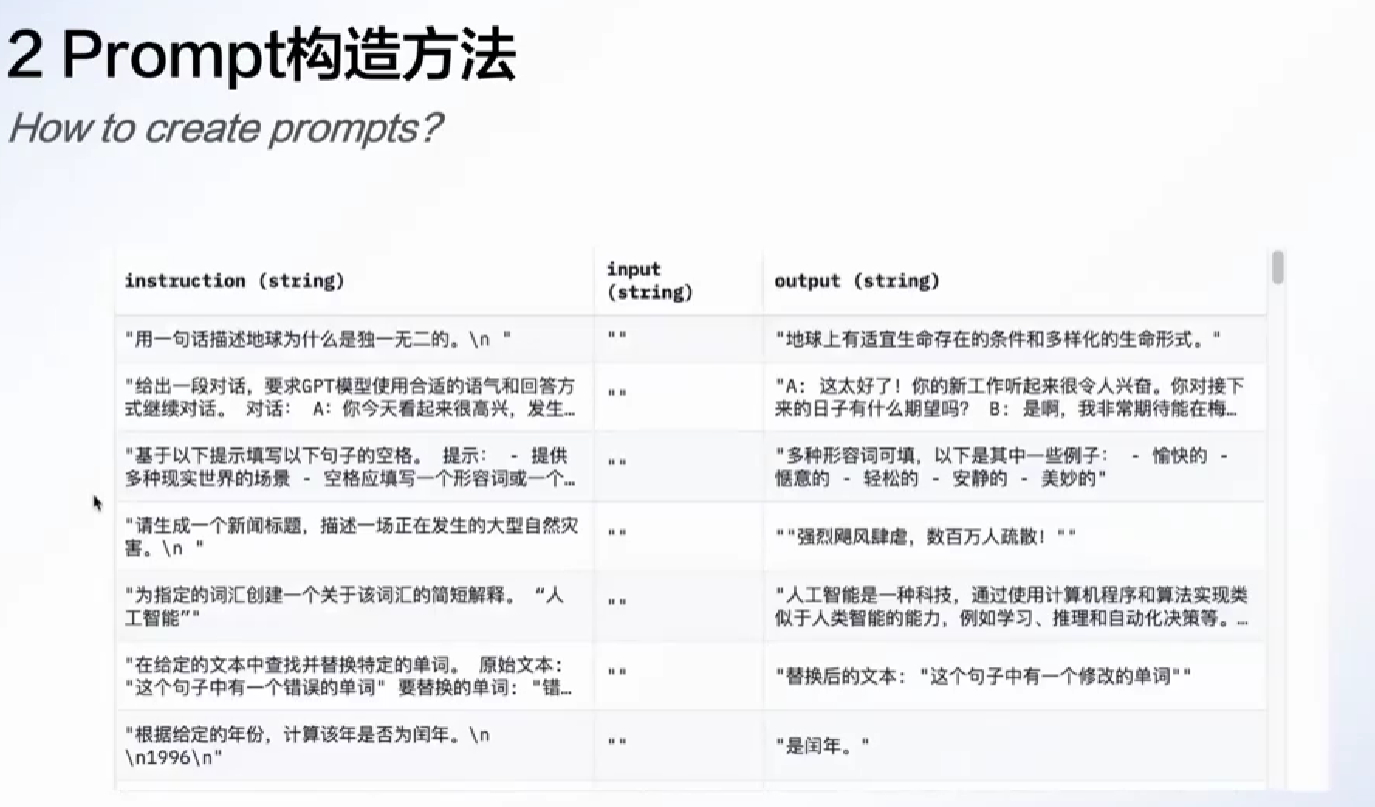 2 Prompt构造方法
How to create prompts?
instruction (string)
input
(string)
output (string)
"用一句话描述地球为什么是独一无二的。\n "
""
"地球上有适宜生命存在的条件和多样化的生命形式。"
"给出一段对话，要求GPT模型使用合适的语气和回答方
式继续对话。 对话： A：你今天看起来很高兴，发生…
""
"A: 这太好了！你的新工作听起来很令人兴奋。你对接下
来的日子有什么期望吗？ B: 是啊，我非常期待能在梅…
"基于以下提示填写以下句子的空格。 提示： - 提供
多种现实世界的场景 - 空格应填写一个形容词或一个…
""
"多种形容词可填，以下是其中一些例子： - 愉快的 -
惬意的 - 轻松的 - 安静的 - 美妙的"
"请生成一个新闻标题，描述一场正在发生的大型自然灾
害。\n "
""
""强烈飓风肆虐，数百万人疏散！""
"为指定的词汇创建一个关于该词汇的简短解释。 “人
工智能”"
""
"人工智能是一种科技，通过使用计算机程序和算法实现类
似于人类智能的能力，例如学习、推理和自动化决策等。…
"在给定的文本中查找并替换特定的单词。 原始文本：
"这个句子中有一个错误的单词" 要替换的单词： "错…
""
"替换后的文本： "这个句子中有一个修改的单词""
"根据给定的年份，计算该年是否为闰年。\n
\n1996\n"
""
"是闰年。"